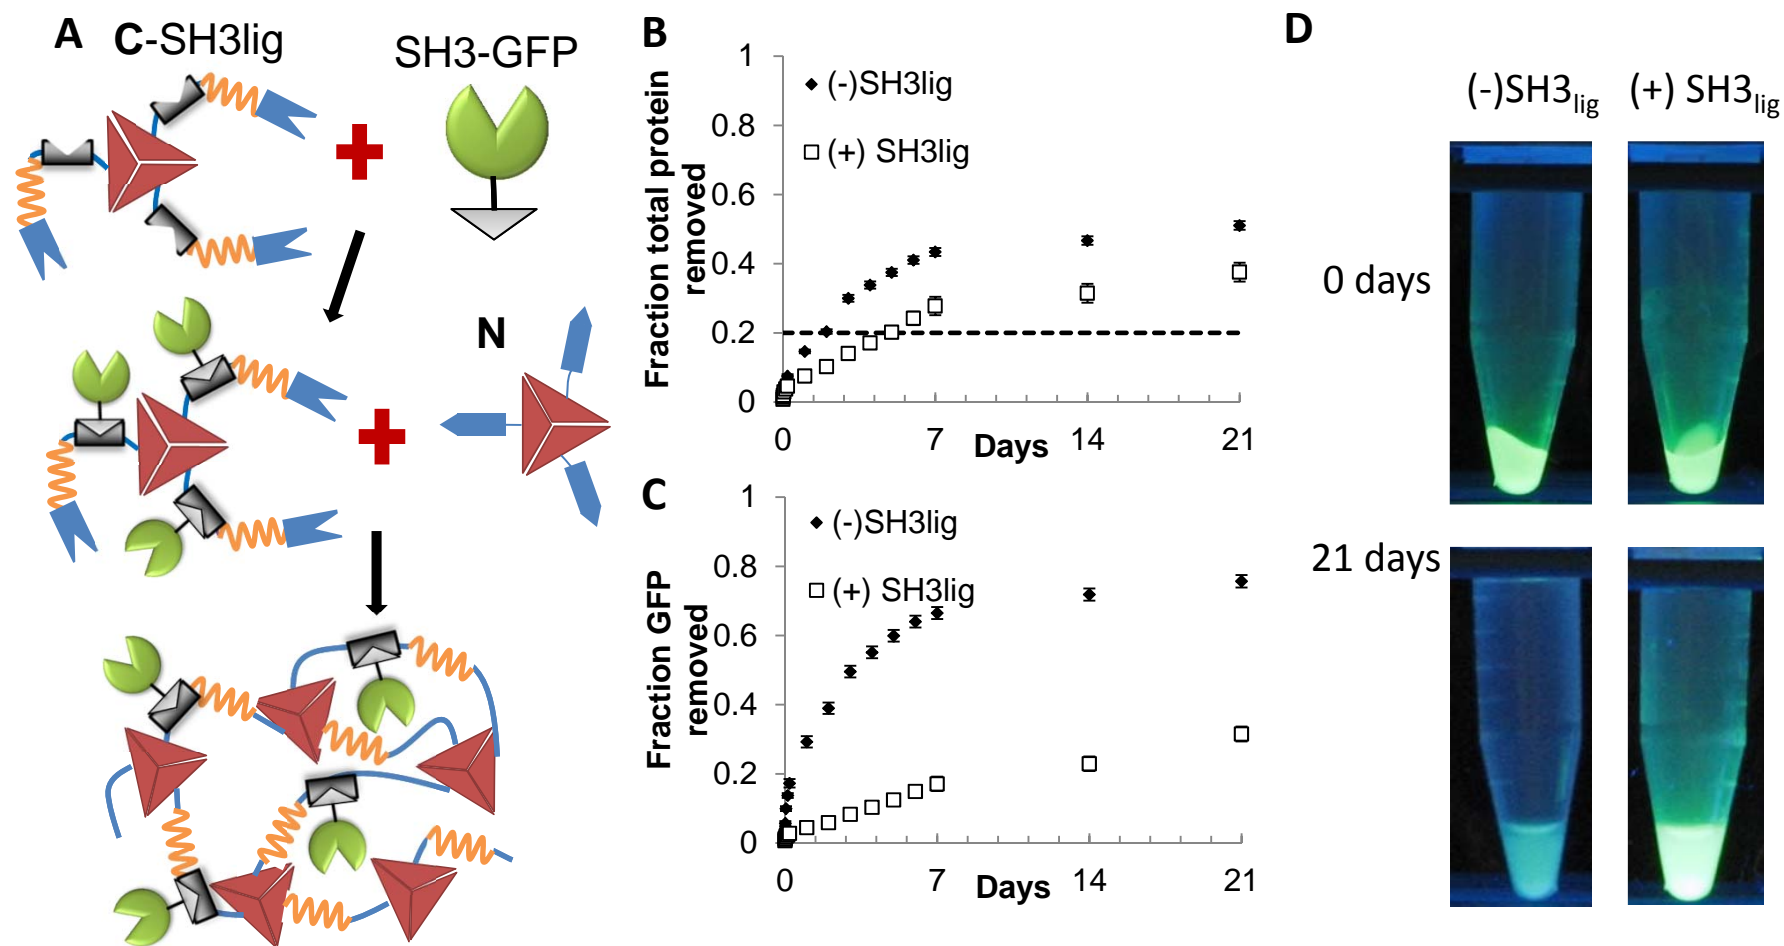 A
C-SH3lig
SH3-GFP
N
B
Fraction total protein
removed
1
0.8
0.6
0.4
0.2
0
(-)SH3lig
(+) SH3lig
0
7
Days
14
21
C
Fraction GFP
removed
1
0.8
0.6
0.4
0.2
0
(-)SH3lig
(+) SH3lig
0
7
Days
14
21
D
(-)SH3lig
(+) SH3lig
0 days
21 days